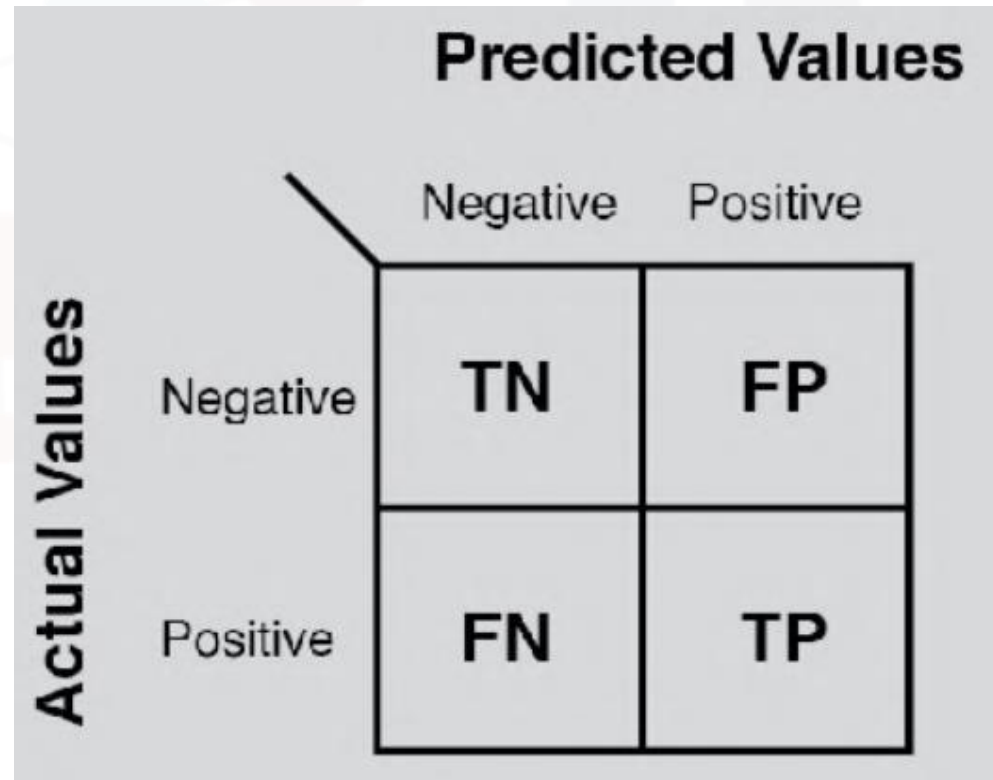 Predicted Values
Negative Positive
Actual Values
Negative TN FP
Positive FN TP